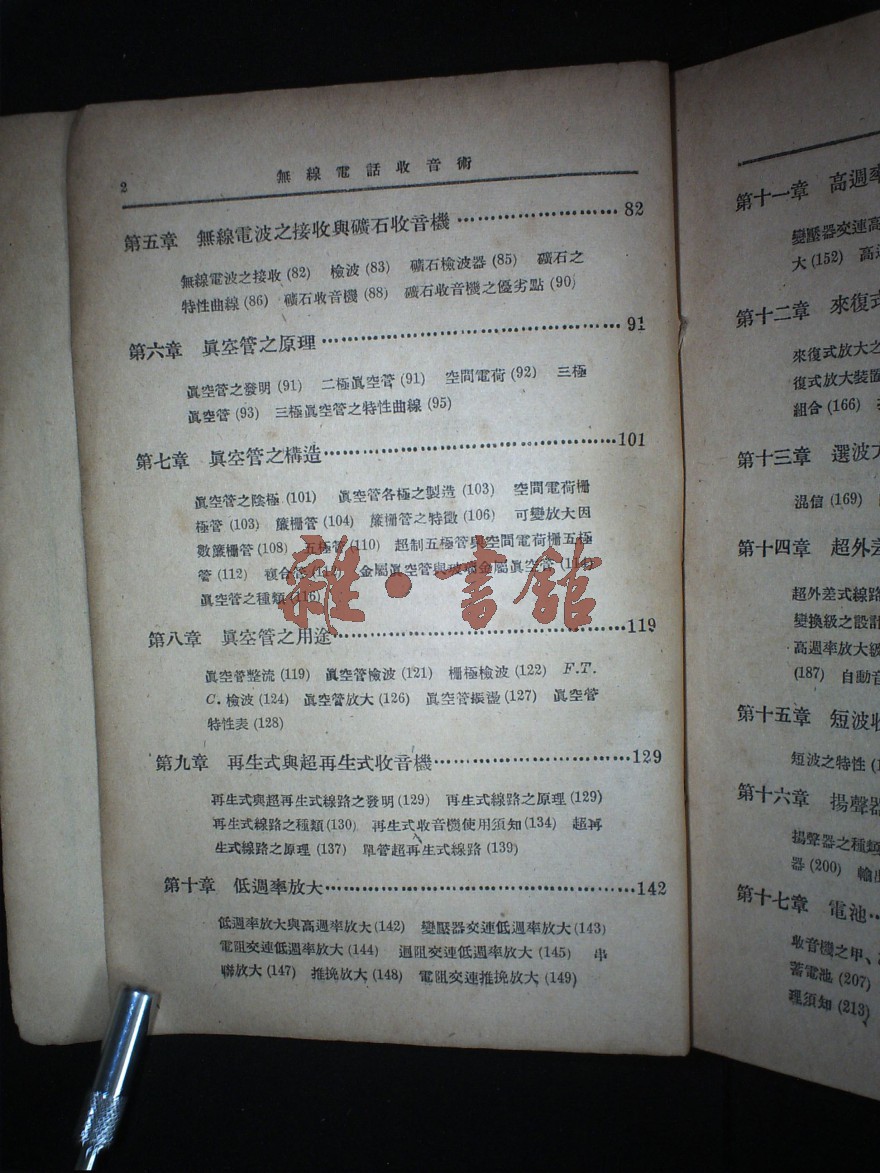 2
無線電話收音術
第五章 無線電波之接收與礦石收音機……………………82
無線電波之接收 (82) 檢波 (83) 礦石檢波器 (85) 礦石之
特性曲線 (86) 礦石收音機 (88) 礦石收音機之優劣點 (90)
第六章 眞空管之原理……………………91
眞空管之發明 (91) 二極眞空管 (91) 空間電荷 (92) 三極
眞空管 (93) 三極眞空管之特性曲線 (95)
第七章 眞空管之構造……………………101
眞空管之陰極 (101) 眞空管各極之製造 (103) 空間電荷柵
極管 (103) 簾柵管 (104) 簾柵管之特徵 (106) 可變放大因
數簾柵管 (108) 五極管 (110) 超制五極管與空間電荷柵五極
管 (112) 複合管 金屬眞空管與玻璃金屬眞空管 (114)
眞空管之種類 (116)
雜·書館
第八章 眞空管之用途……………………119
眞空管整流 (119) 眞空管檢波 (121) 柵極檢波 (122) F.T.
C. 檢波 (124) 眞空管放大 (126) 眞空管振盪 (127) 眞空管
特性表 (128)
第九章 再生式與超再生式收音機……………………129
再生式與超再生式線路之發明 (129) 再生式線路之原理 (129)
再生式線路之種類 (130) 再生式收音機使用須知 (134) 超再
生式線路之原理 (137) 單管超再生式線路 (139)
第十章 低週率放大……………………142
低週率放大與高週率放大 (142) 變壓器交連低週率放大 (143)
電阻交連低週率放大 (144) 迴阻交連低週率放大 (145) 串
聯放大 (147) 推挽放大 (148) 電阻交連推挽放大 (149)
第十一章 高週率
變壓器交連高
大 (152) 高週
第十二章 來復式
來復式放大之
復式放大裝置
組合 (166)
第十三章 選波
混信 (169)
第十四章 超外差
超外差式線路
變換級之設計
高週率放大級
(187) 自動音
第十五章 短波收
短波之特性
第十六章 揚聲器
揚聲器之種類
器 (200) 輸出
第十七章 電池
收音機之甲、
蓄電池 (207)
理須知 (213)